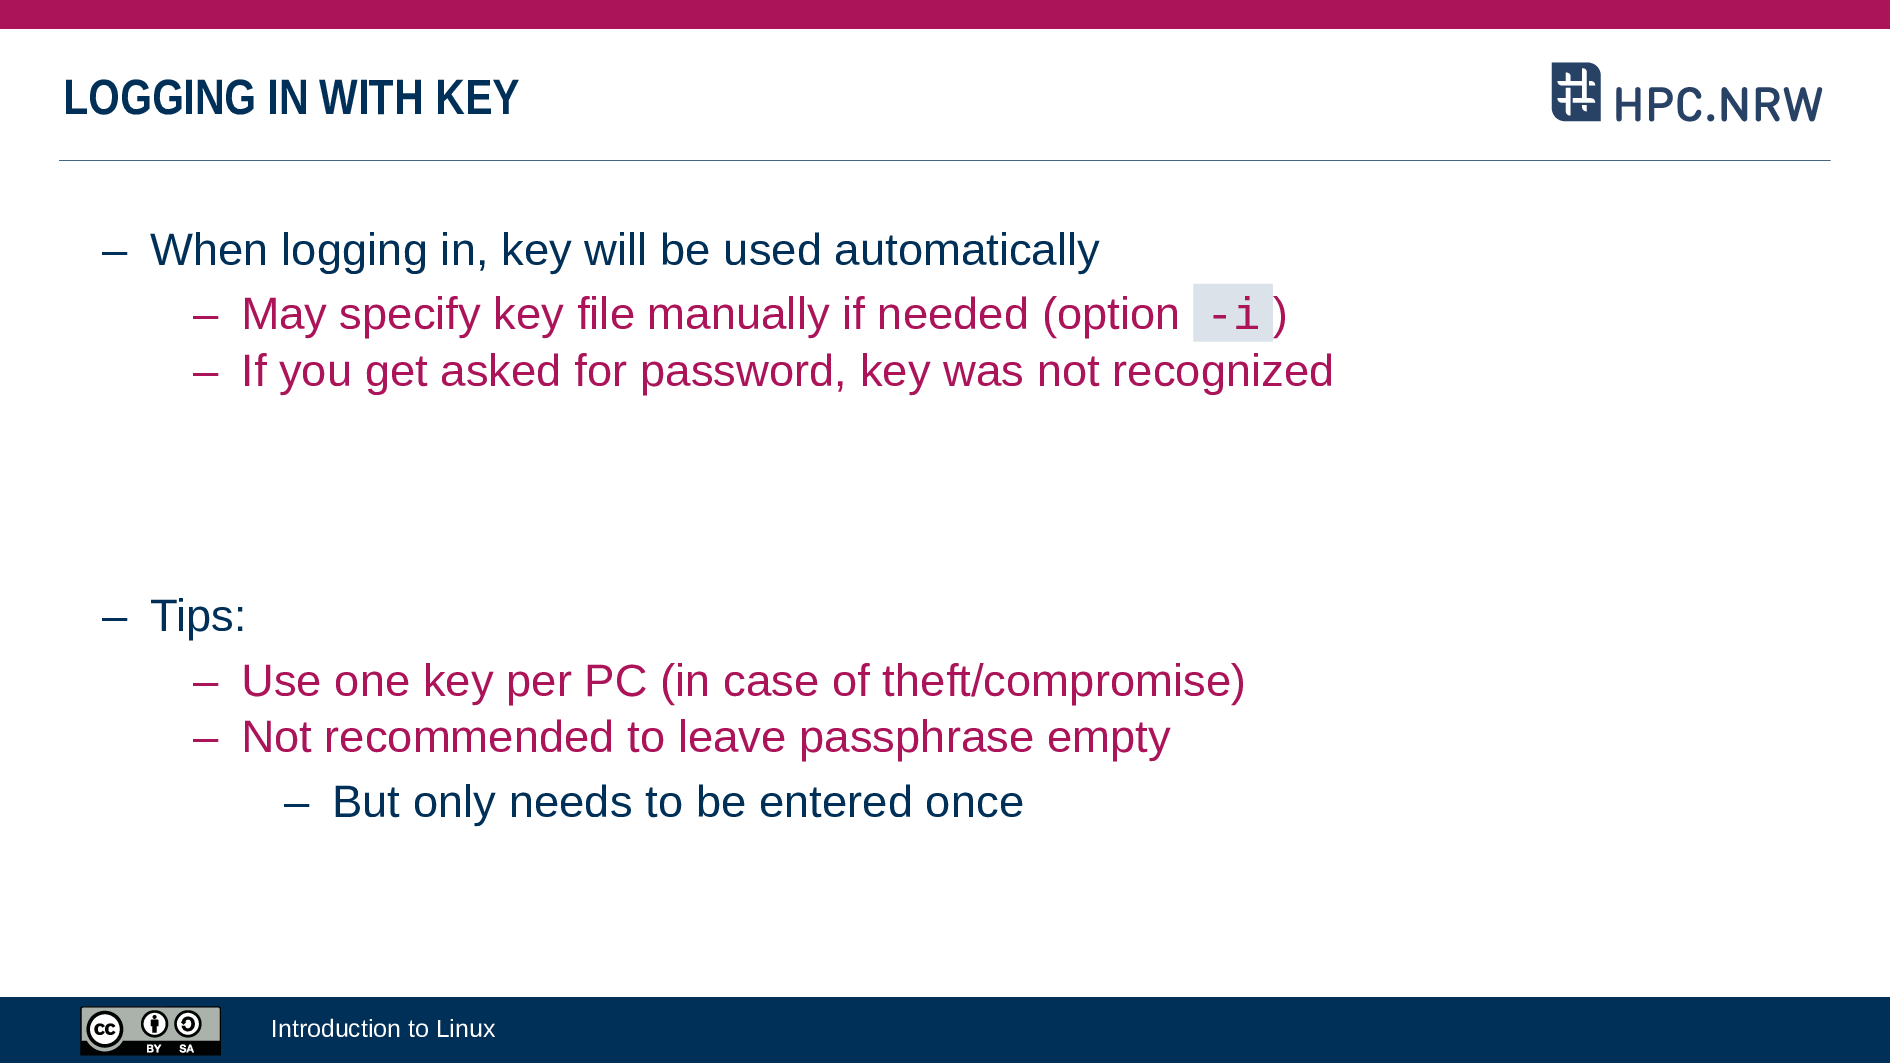 LOGGING IN WITH KEY
HPC.NRW
– When logging in, key will be used automatically
– May specify key file manually if needed (option -i )
– If you get asked for password, key was not recognized
– Tips:
– Use one key per PC (in case of theft/compromise)
– Not recommended to leave passphrase empty
– But only needs to be entered once
cc BY SA
Introduction to Linux